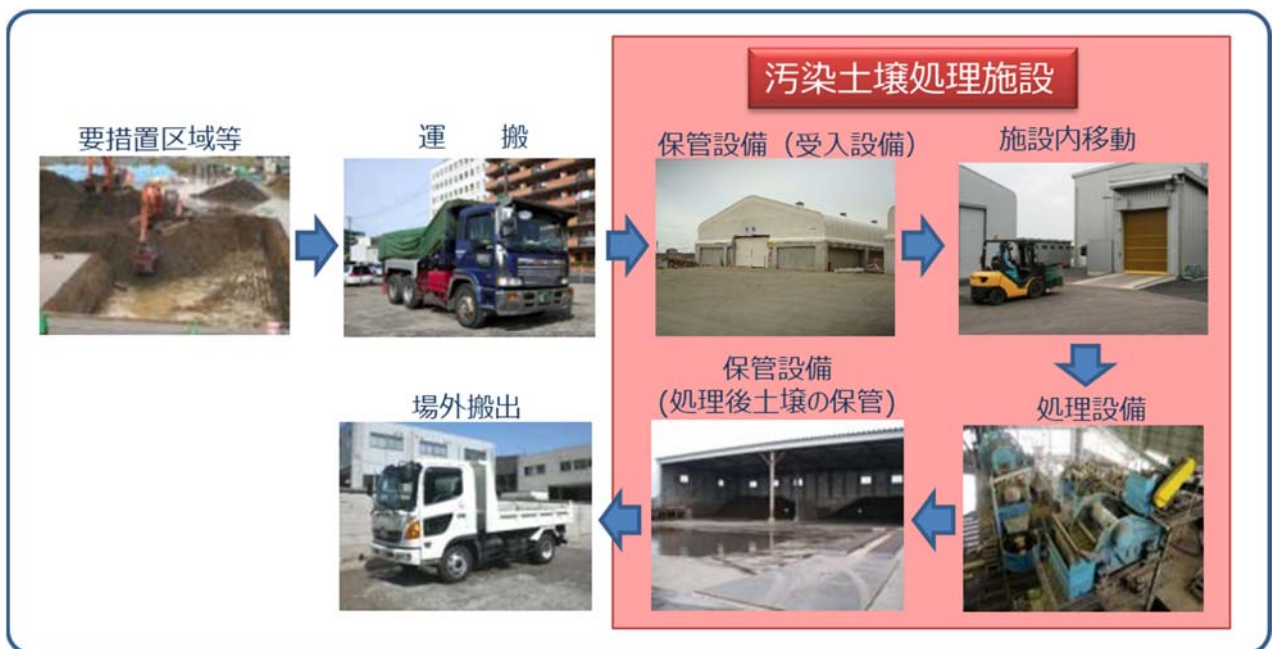 汚染土壌処理施設
要措置区域等
運　搬
保管設備（受入設備）
施設内移動
処理設備
保管設備
(処理後土壌の保管)
場外搬出